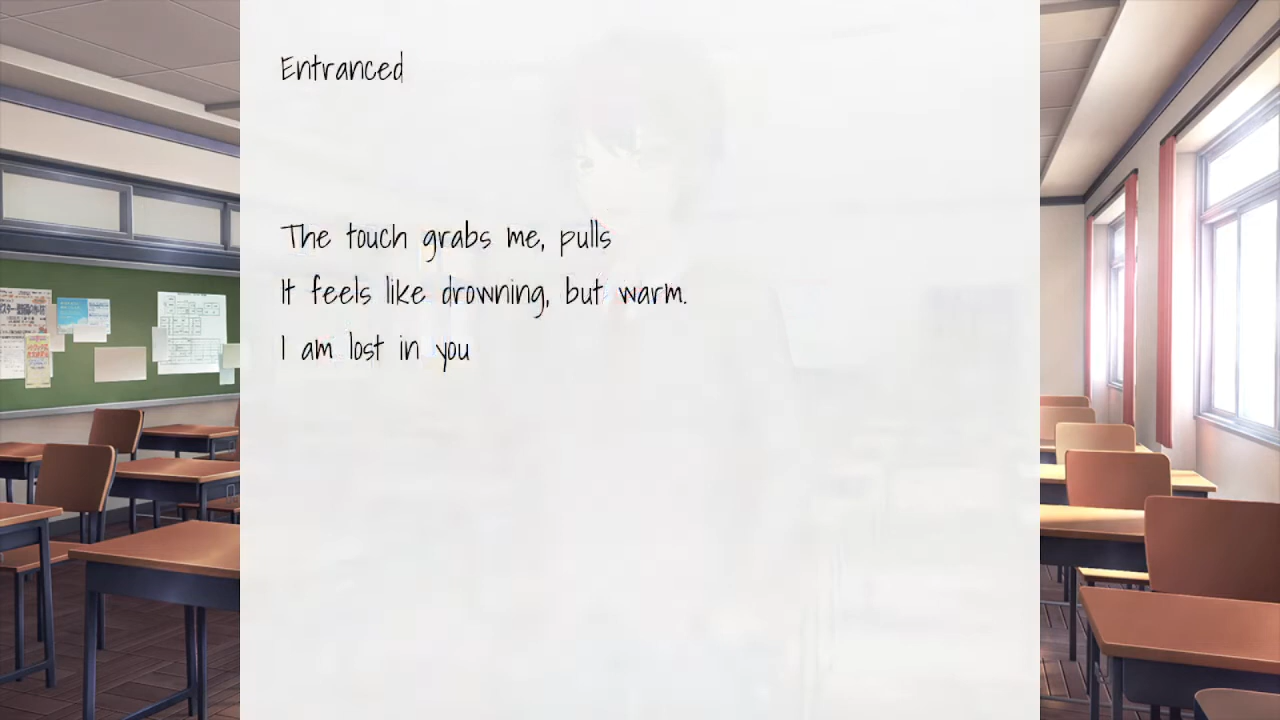 Entranced
The touch grabs me, pulls
It feels like drowning, but warm.
I am lost in you